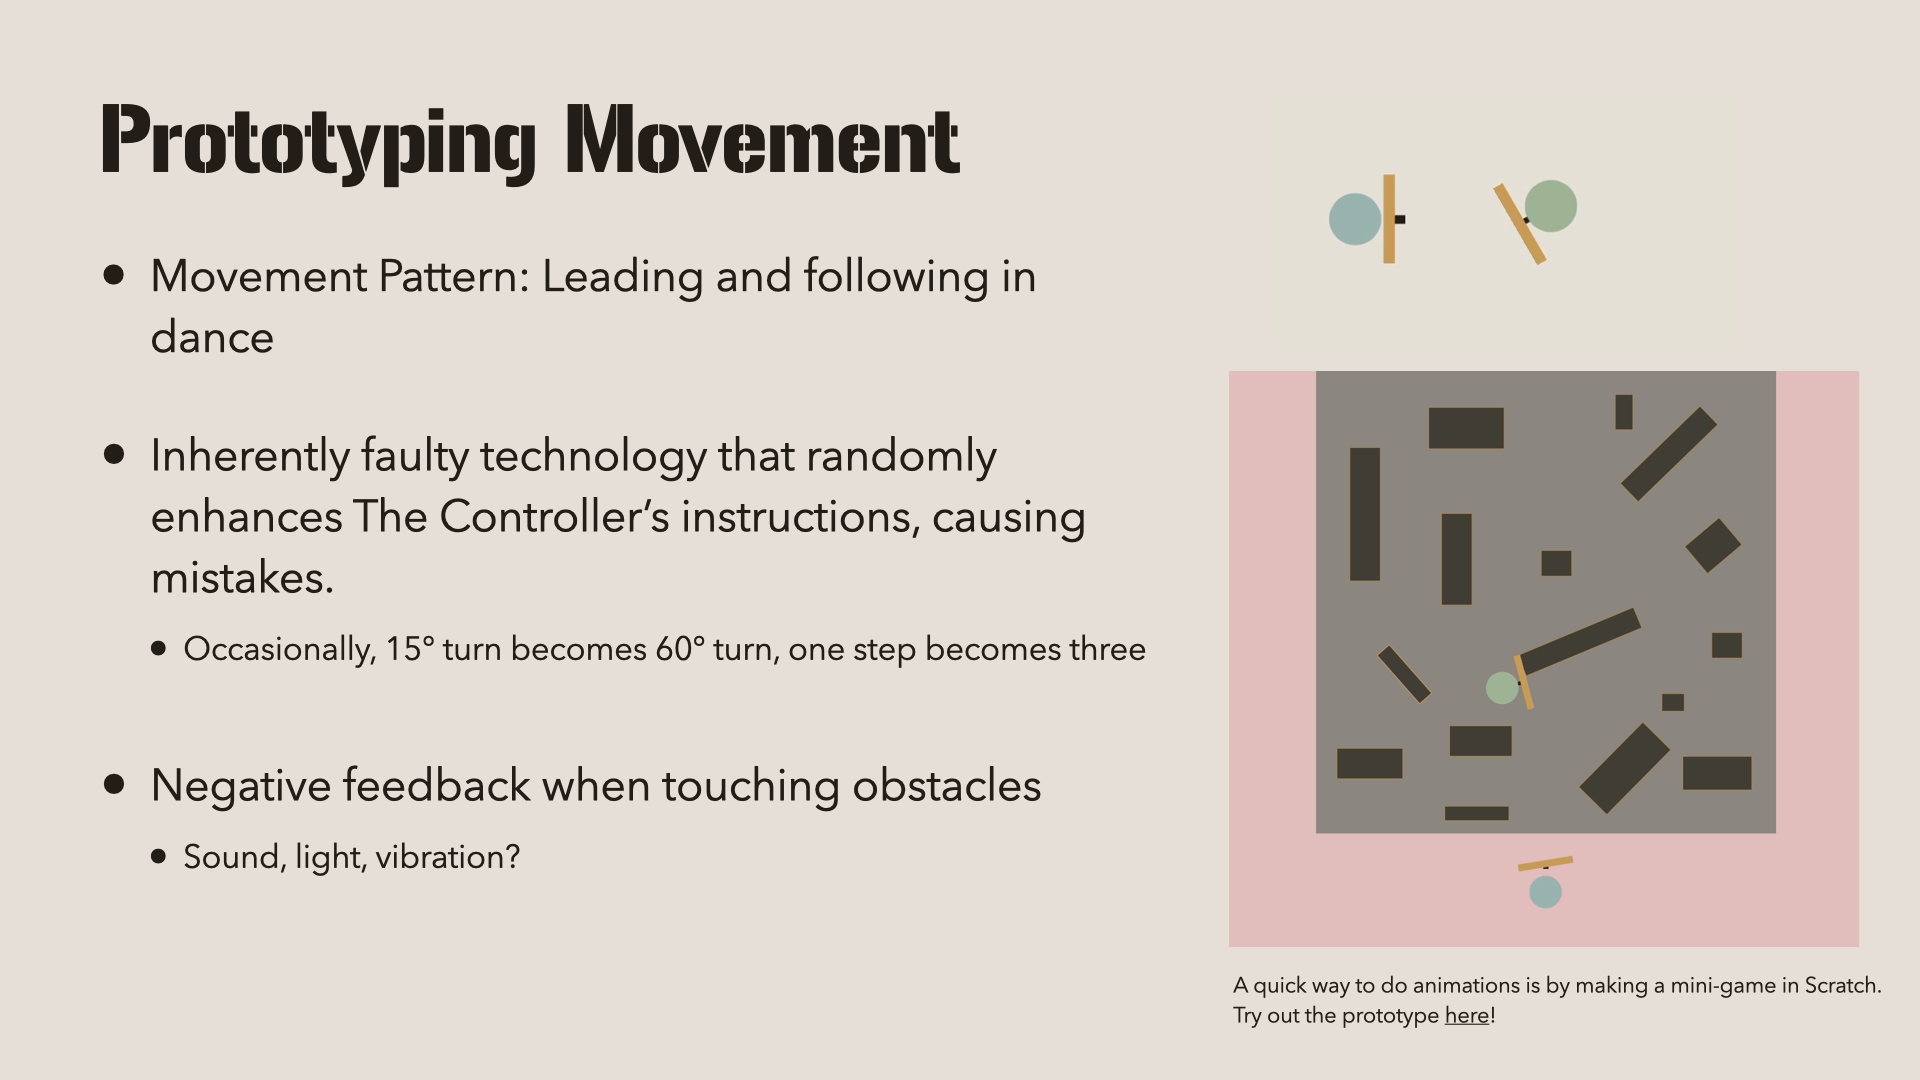 Prototyping Movement
• Movement Pattern: Leading and following in
dance
• Inherently faulty technology that randomly
enhances The Controller’s instructions, causing
mistakes.
• Occasionally, 15° turn becomes 60° turn, one step becomes three
• Negative feedback when touching obstacles
• Sound, light, vibration?
A quick way to do animations is by making a mini-game in Scratch.
Try out the prototype here!